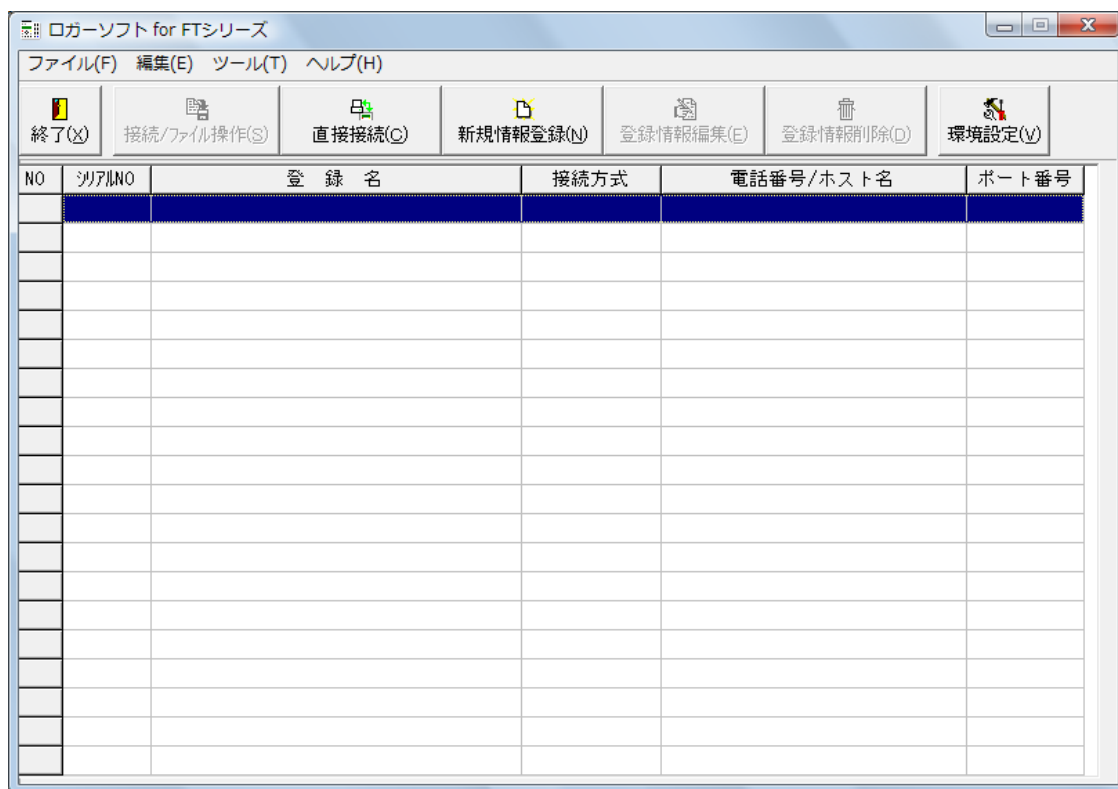 ロガーソフト for FTシリーズ
ファイル(F) 編集(E) ツール(T) ヘルプ(H)
終了(X) 接続/ファイル操作(S) 直接接続(C) 新規情報登録(N) 登録情報編集(E) 登録情報削除(D) 環境設定(V)
NO ｼﾘｱﾙNO 登 録 名 接続方式 電話番号/ホスト名 ポート番号